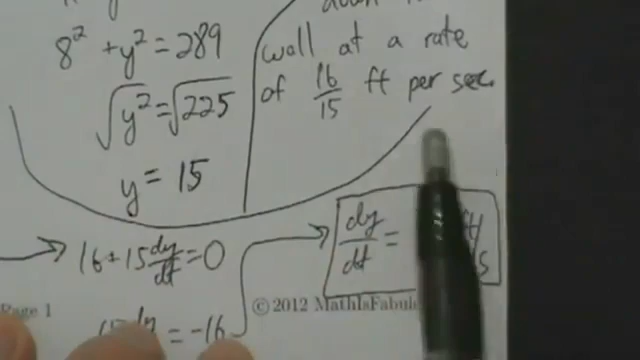 8² + y² = 289
√y² = √225
y = 15
wall at a rate
of 16/15 ft per sec.
16 + 15 dy/dt = 0
= -16
dy/dt =
Page 1
© 2012 MathIsFabu